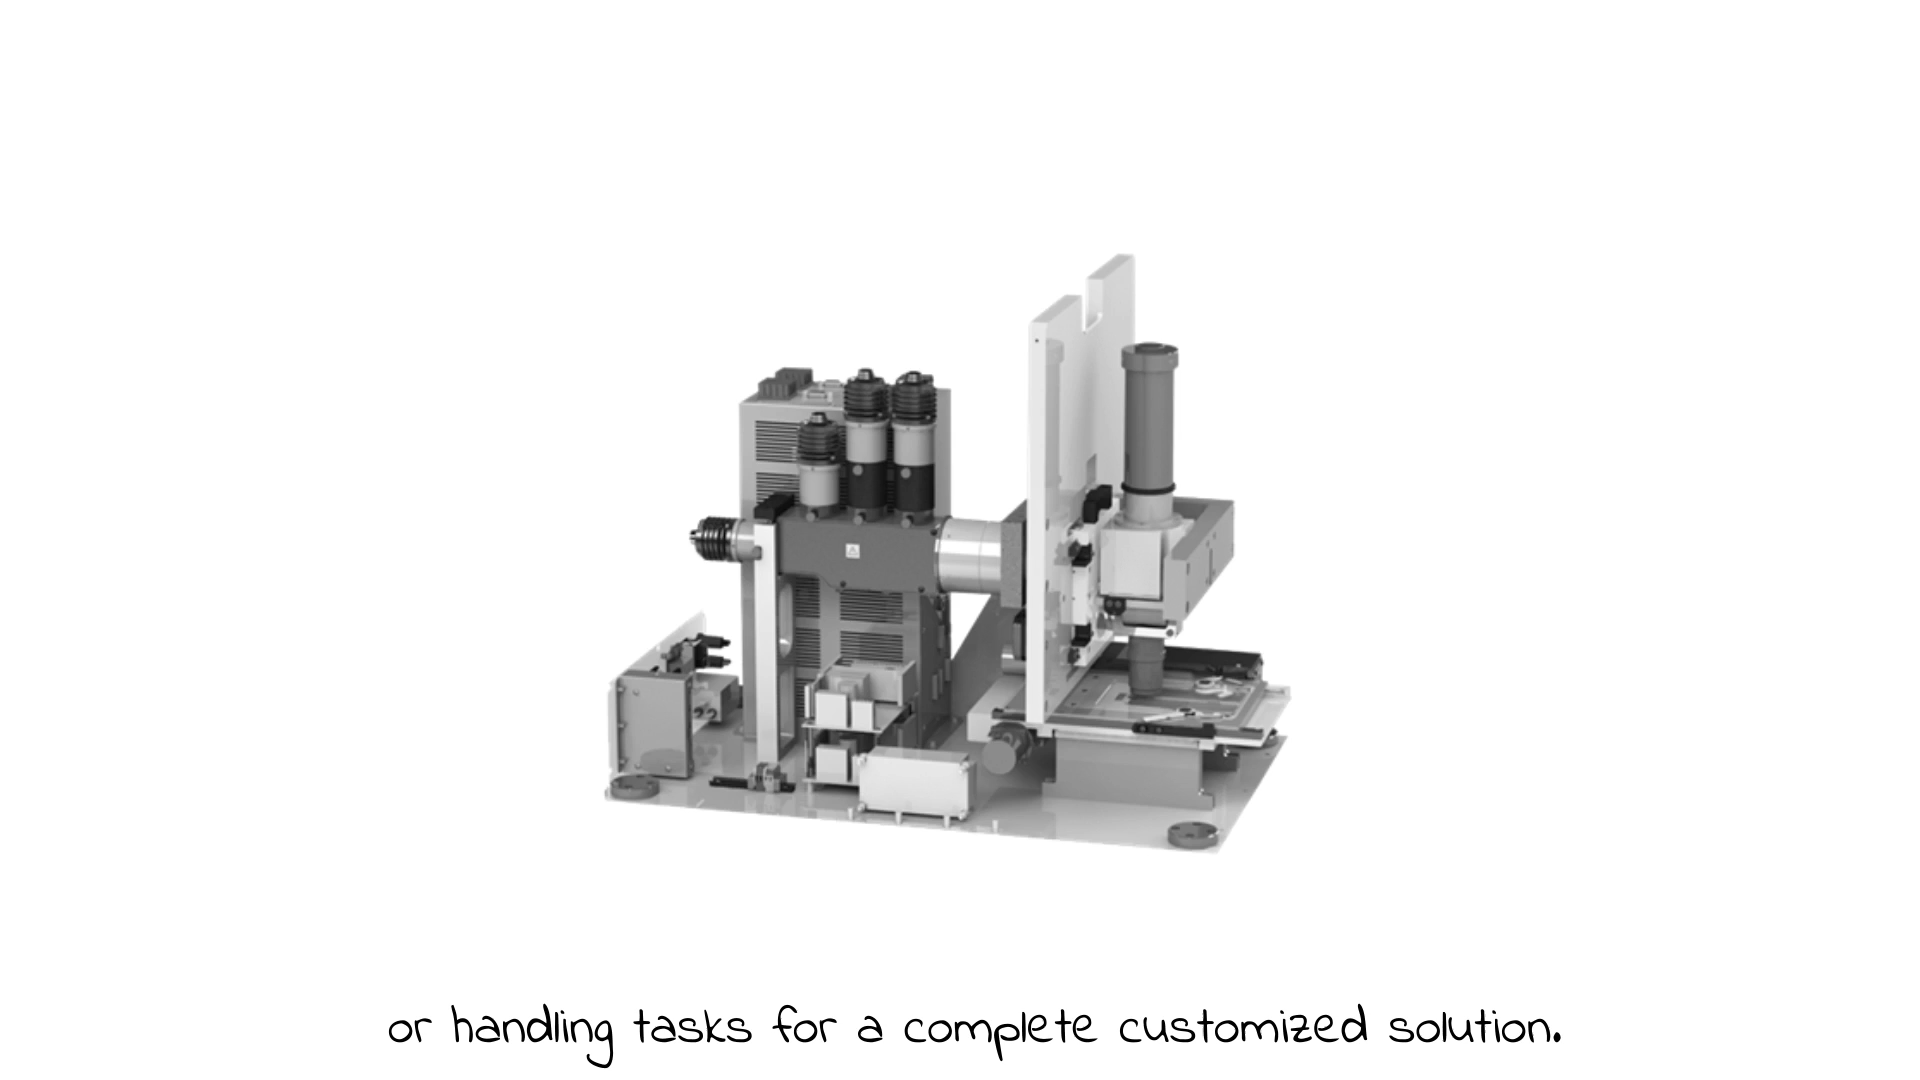 or handling tasks for a complete customized solution.